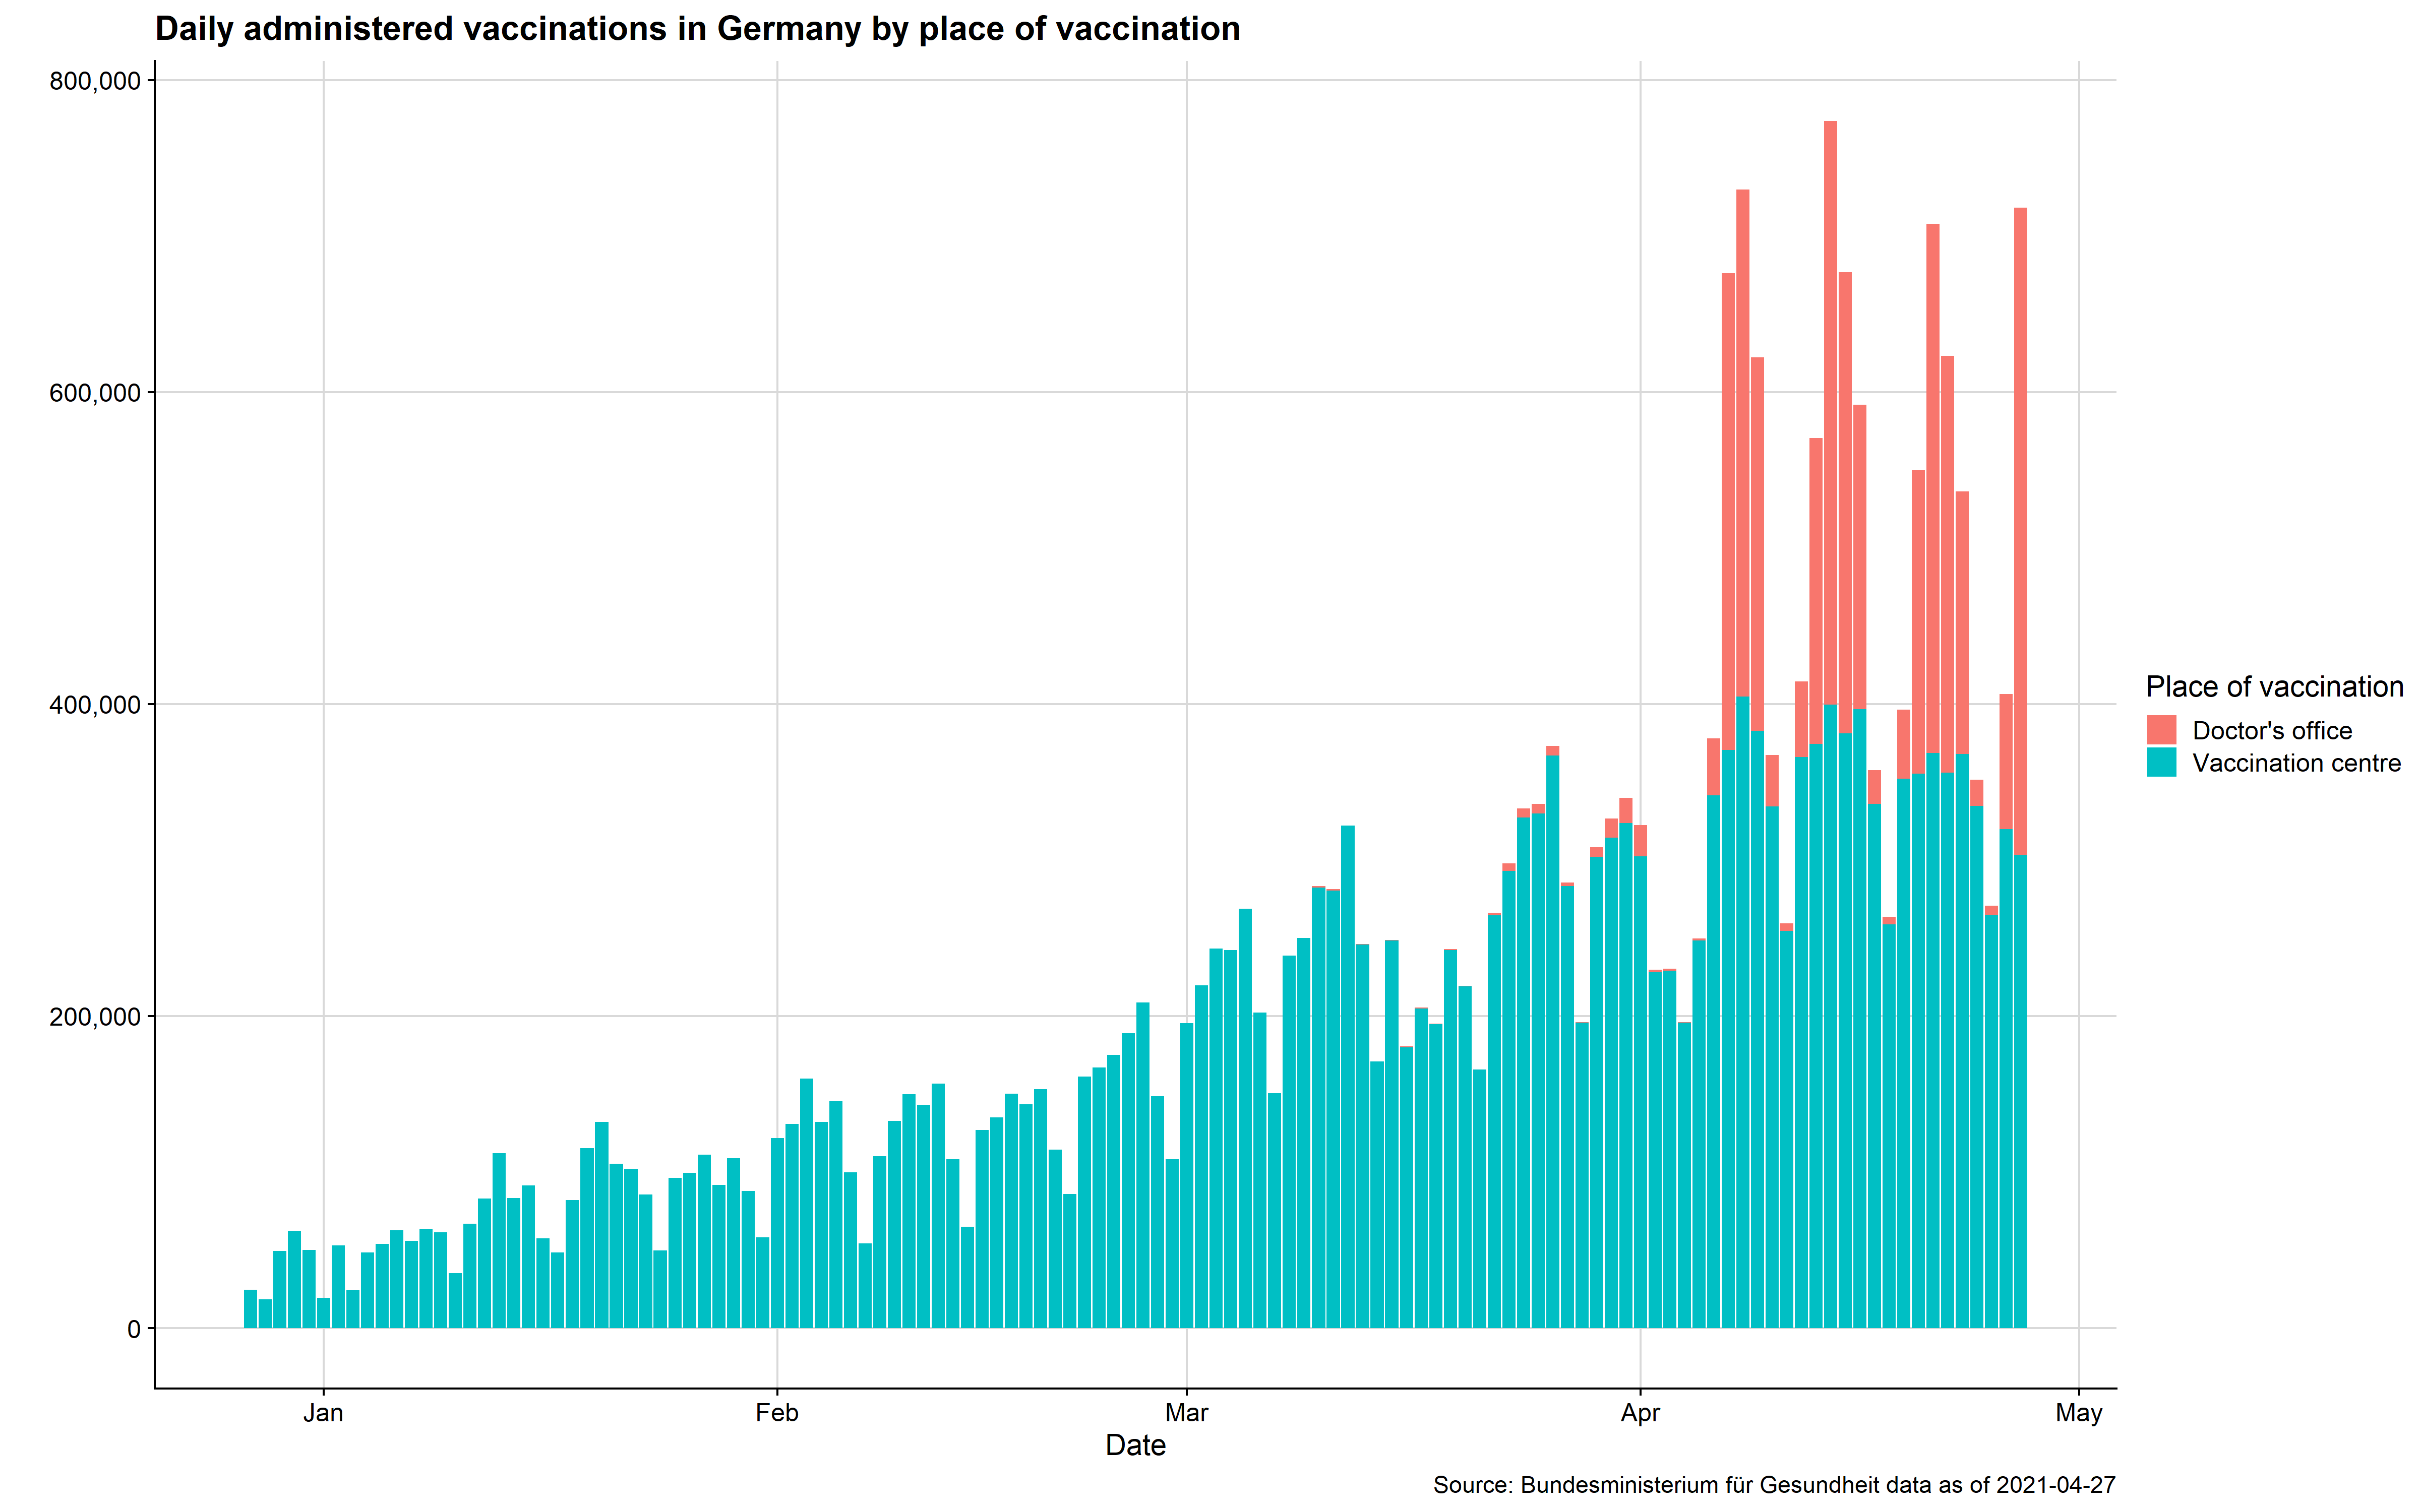 Daily administered vaccinations in Germany by place of vaccination
800,000
600,000
400,000
200,000
0
Jan Feb Mar Apr May
Date
Place of vaccination
Doctor's office
Vaccination centre
Source: Bundesministerium für Gesundheit data as of 2021-04-27